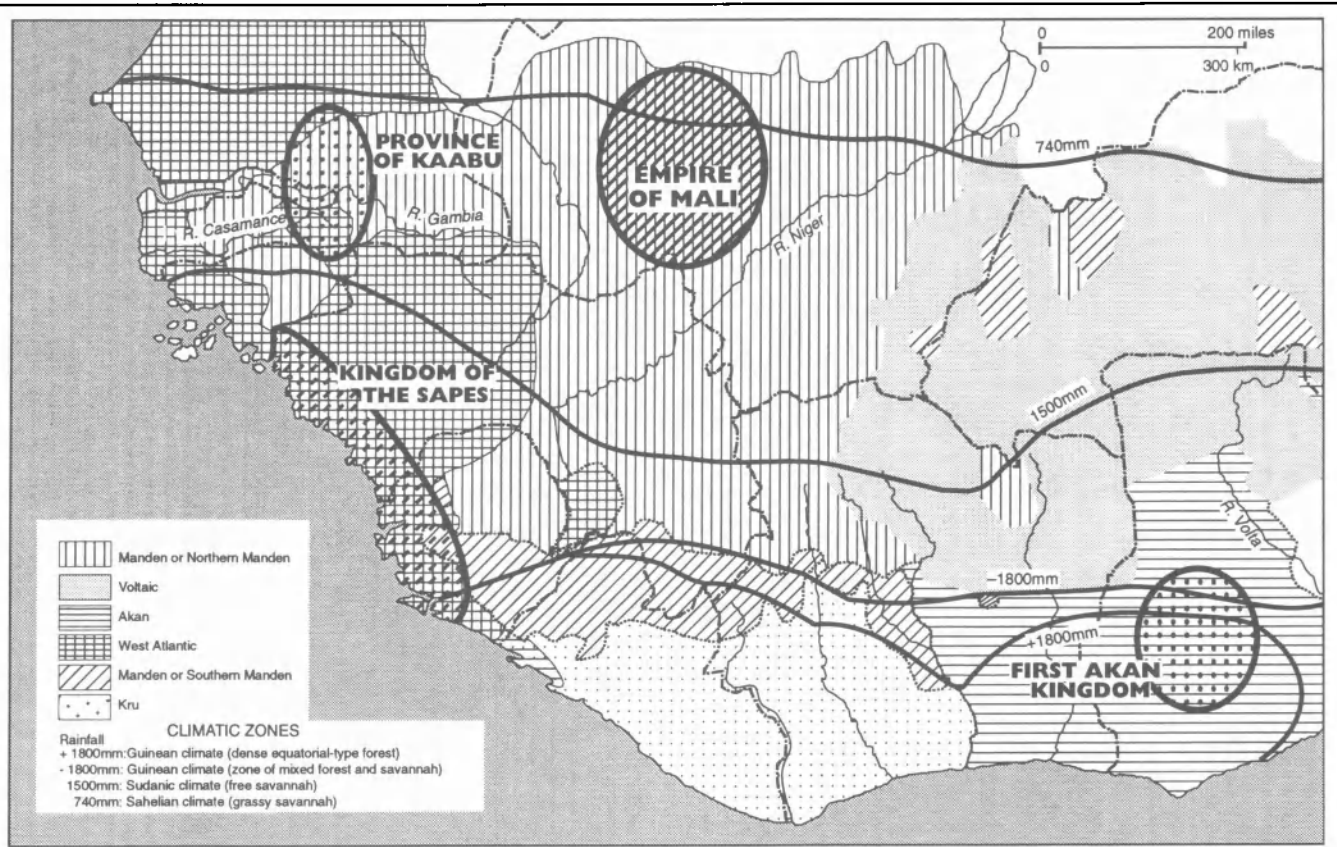 0 200 miles
0 300 km
PROVINCE
OF KAABU
EMPIRE
OF MALI
740mm
R. Casamance
R. Gambia
R. Niger
KINGDOM OF
THE SAPES
1500mm
R. Volta
–1800mm
+1800mm
FIRST AKAN
KINGDOM
Manden or Northern Manden
Voltaic
Akan
West Atlantic
Manden or Southern Manden
Kru
CLIMATIC ZONES
Rainfall
+ 1800mm: Guinean climate (dense equatorial-type forest)
- 1800mm: Guinean climate (zone of mixed forest and savannah)
1500mm: Sudanic climate (free savannah)
740mm: Sahelian climate (grassy savannah)